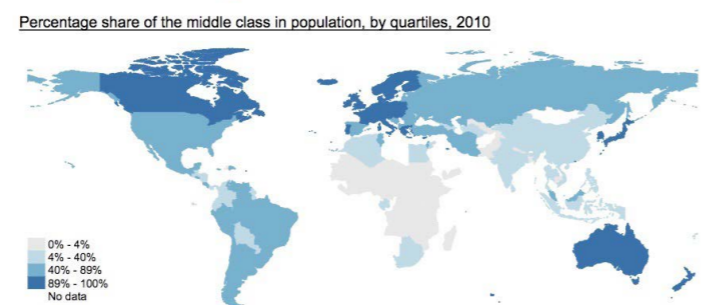 Percentage share of the middle class in population, by quartiles, 2010
0% - 4%
4% - 40%
40% - 89%
89% - 100%
No data